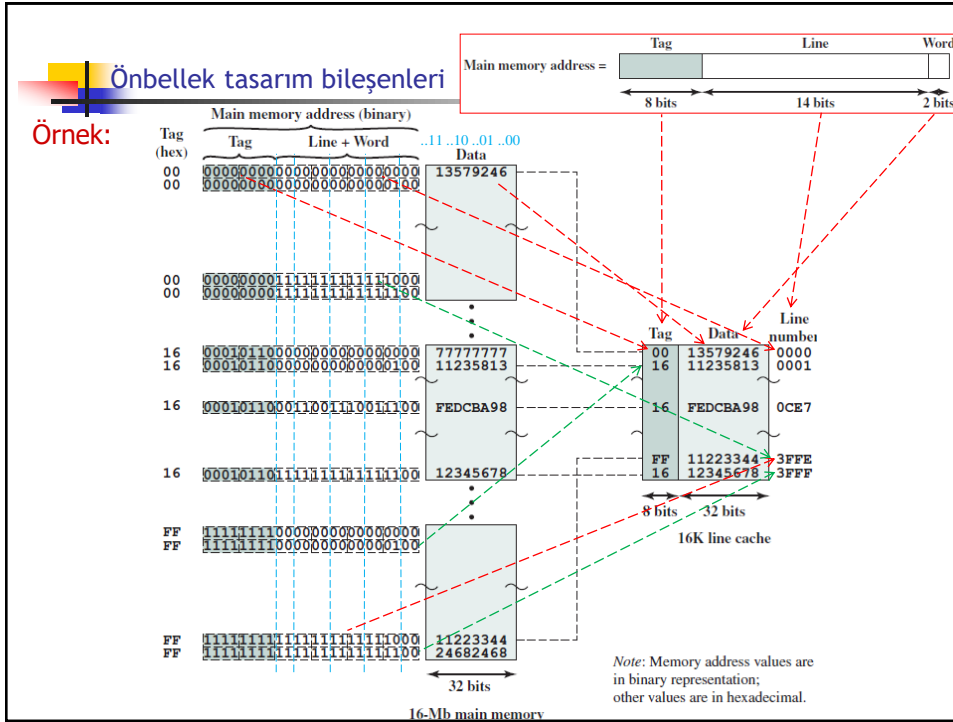 Önbellek tasarım bileşenleri
Örnek:
Tag Line Word
Main memory address =
8 bits 14 bits 2 bits
Main memory address (binary)
Tag (hex) Tag Line + Word ..11 ..10 ..01 ..00
Data
00 000000000000000000000000 13579246
00 000000000000000000000100
00 000000001111111111111000
00 000000001111111111111100
Tag Data Line number
16 000101100000000000000000 77777777 00 13579246 0000
16 000101100000000000000100 11235813 16 11235813 0001
16 000101100011001110011100 FEDCBA98 16 FEDCBA98 0CE7
FF 11223344 3FFE
16 000101101111111111111100 12345678 16 12345678 3FFF
8 bits 32 bits
16K line cache
FF 111111110000000000000000
FF 111111110000000000000100
FF 111111111111111111111000 11223344
FF 111111111111111111111100 24682468
32 bits
16-Mb main memory
Note: Memory address values are
in binary representation;
other values are in hexadecimal.